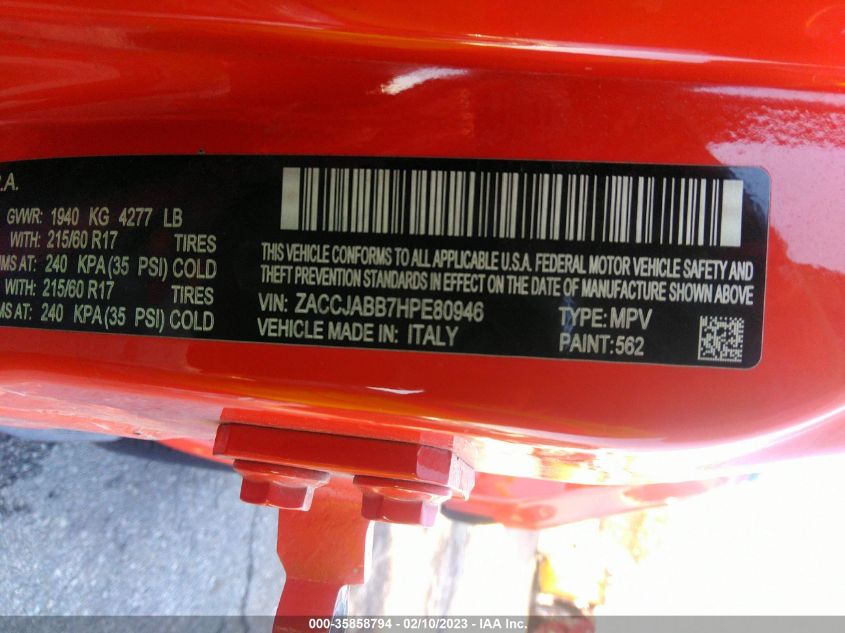 .A.
GVWR: 1940 KG 4277 LB
WITH: 215/60 R17 TIRES
MS AT: 240 KPA (35 PSI) COLD
WITH: 215/60 R17 TIRES
MS AT: 240 KPA (35 PSI) COLD
THIS VEHICLE CONFORMS TO ALL APPLICABLE U.S.A. FEDERAL MOTOR VEHICLE SAFETY AND
THEFT PREVENTION STANDARDS IN EFFECT ON THE DATE OF MANUFACTURE SHOWN ABOVE
VIN: ZACCJABB7HPE80946 TYPE: MPV
VEHICLE MADE IN: ITALY PAINT: 562
000-35858794 - 02/10/2023 - IAA Inc.